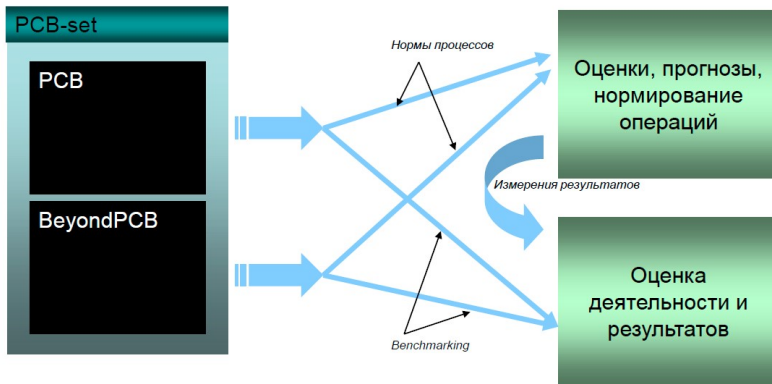 PCB-set
PCB
BeyondPCB
Нормы процессов
Измерения результатов
Benchmarking
Оценки, прогнозы,
нормирование
операций
Оценка
деятельности и
результатов